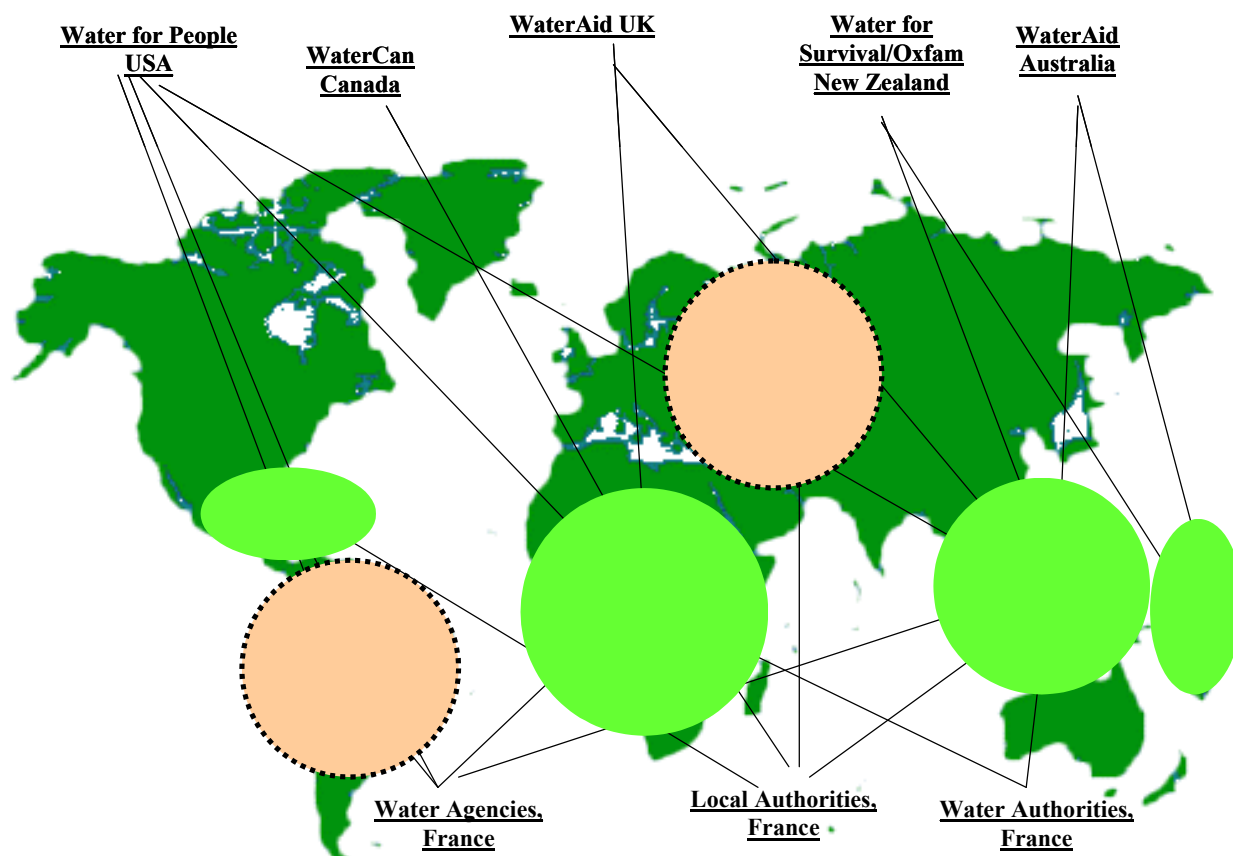 Water for People
USA
WaterCan
Canada
WaterAid UK
Water for
Survival/Oxfam
New Zealand
WaterAid
Australia
Water Agencies,
France
Local Authorities,
France
Water Authorities,
France